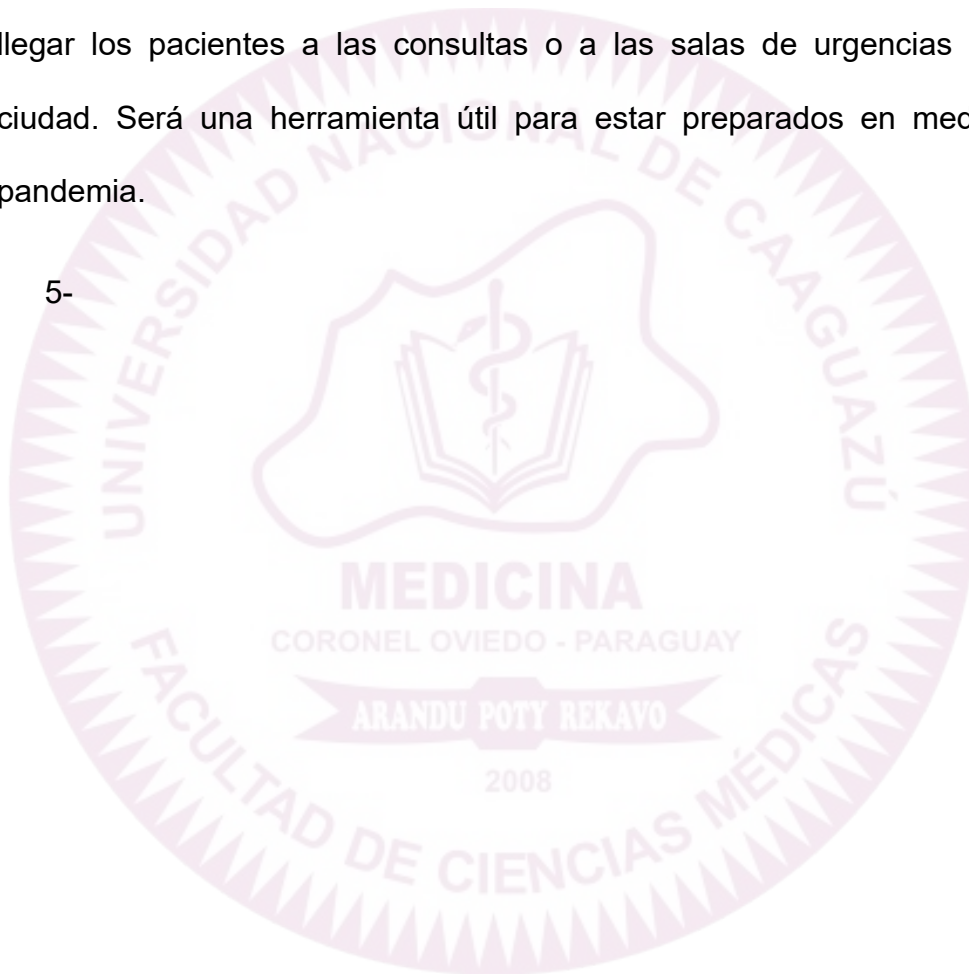 llegar los pacientes a las consultas o a las salas de urgencias
ciudad. Será una herramienta útil para estar preparados en med
pandemia.
5-
UNIVERSIDAD NACIONAL DE CAAGUAZÚ
MEDICINA
CORONEL OVIEDO - PARAGUAY
ARANDU POTY REKAVO
2008
FACULTAD DE CIENCIAS MÉDICAS